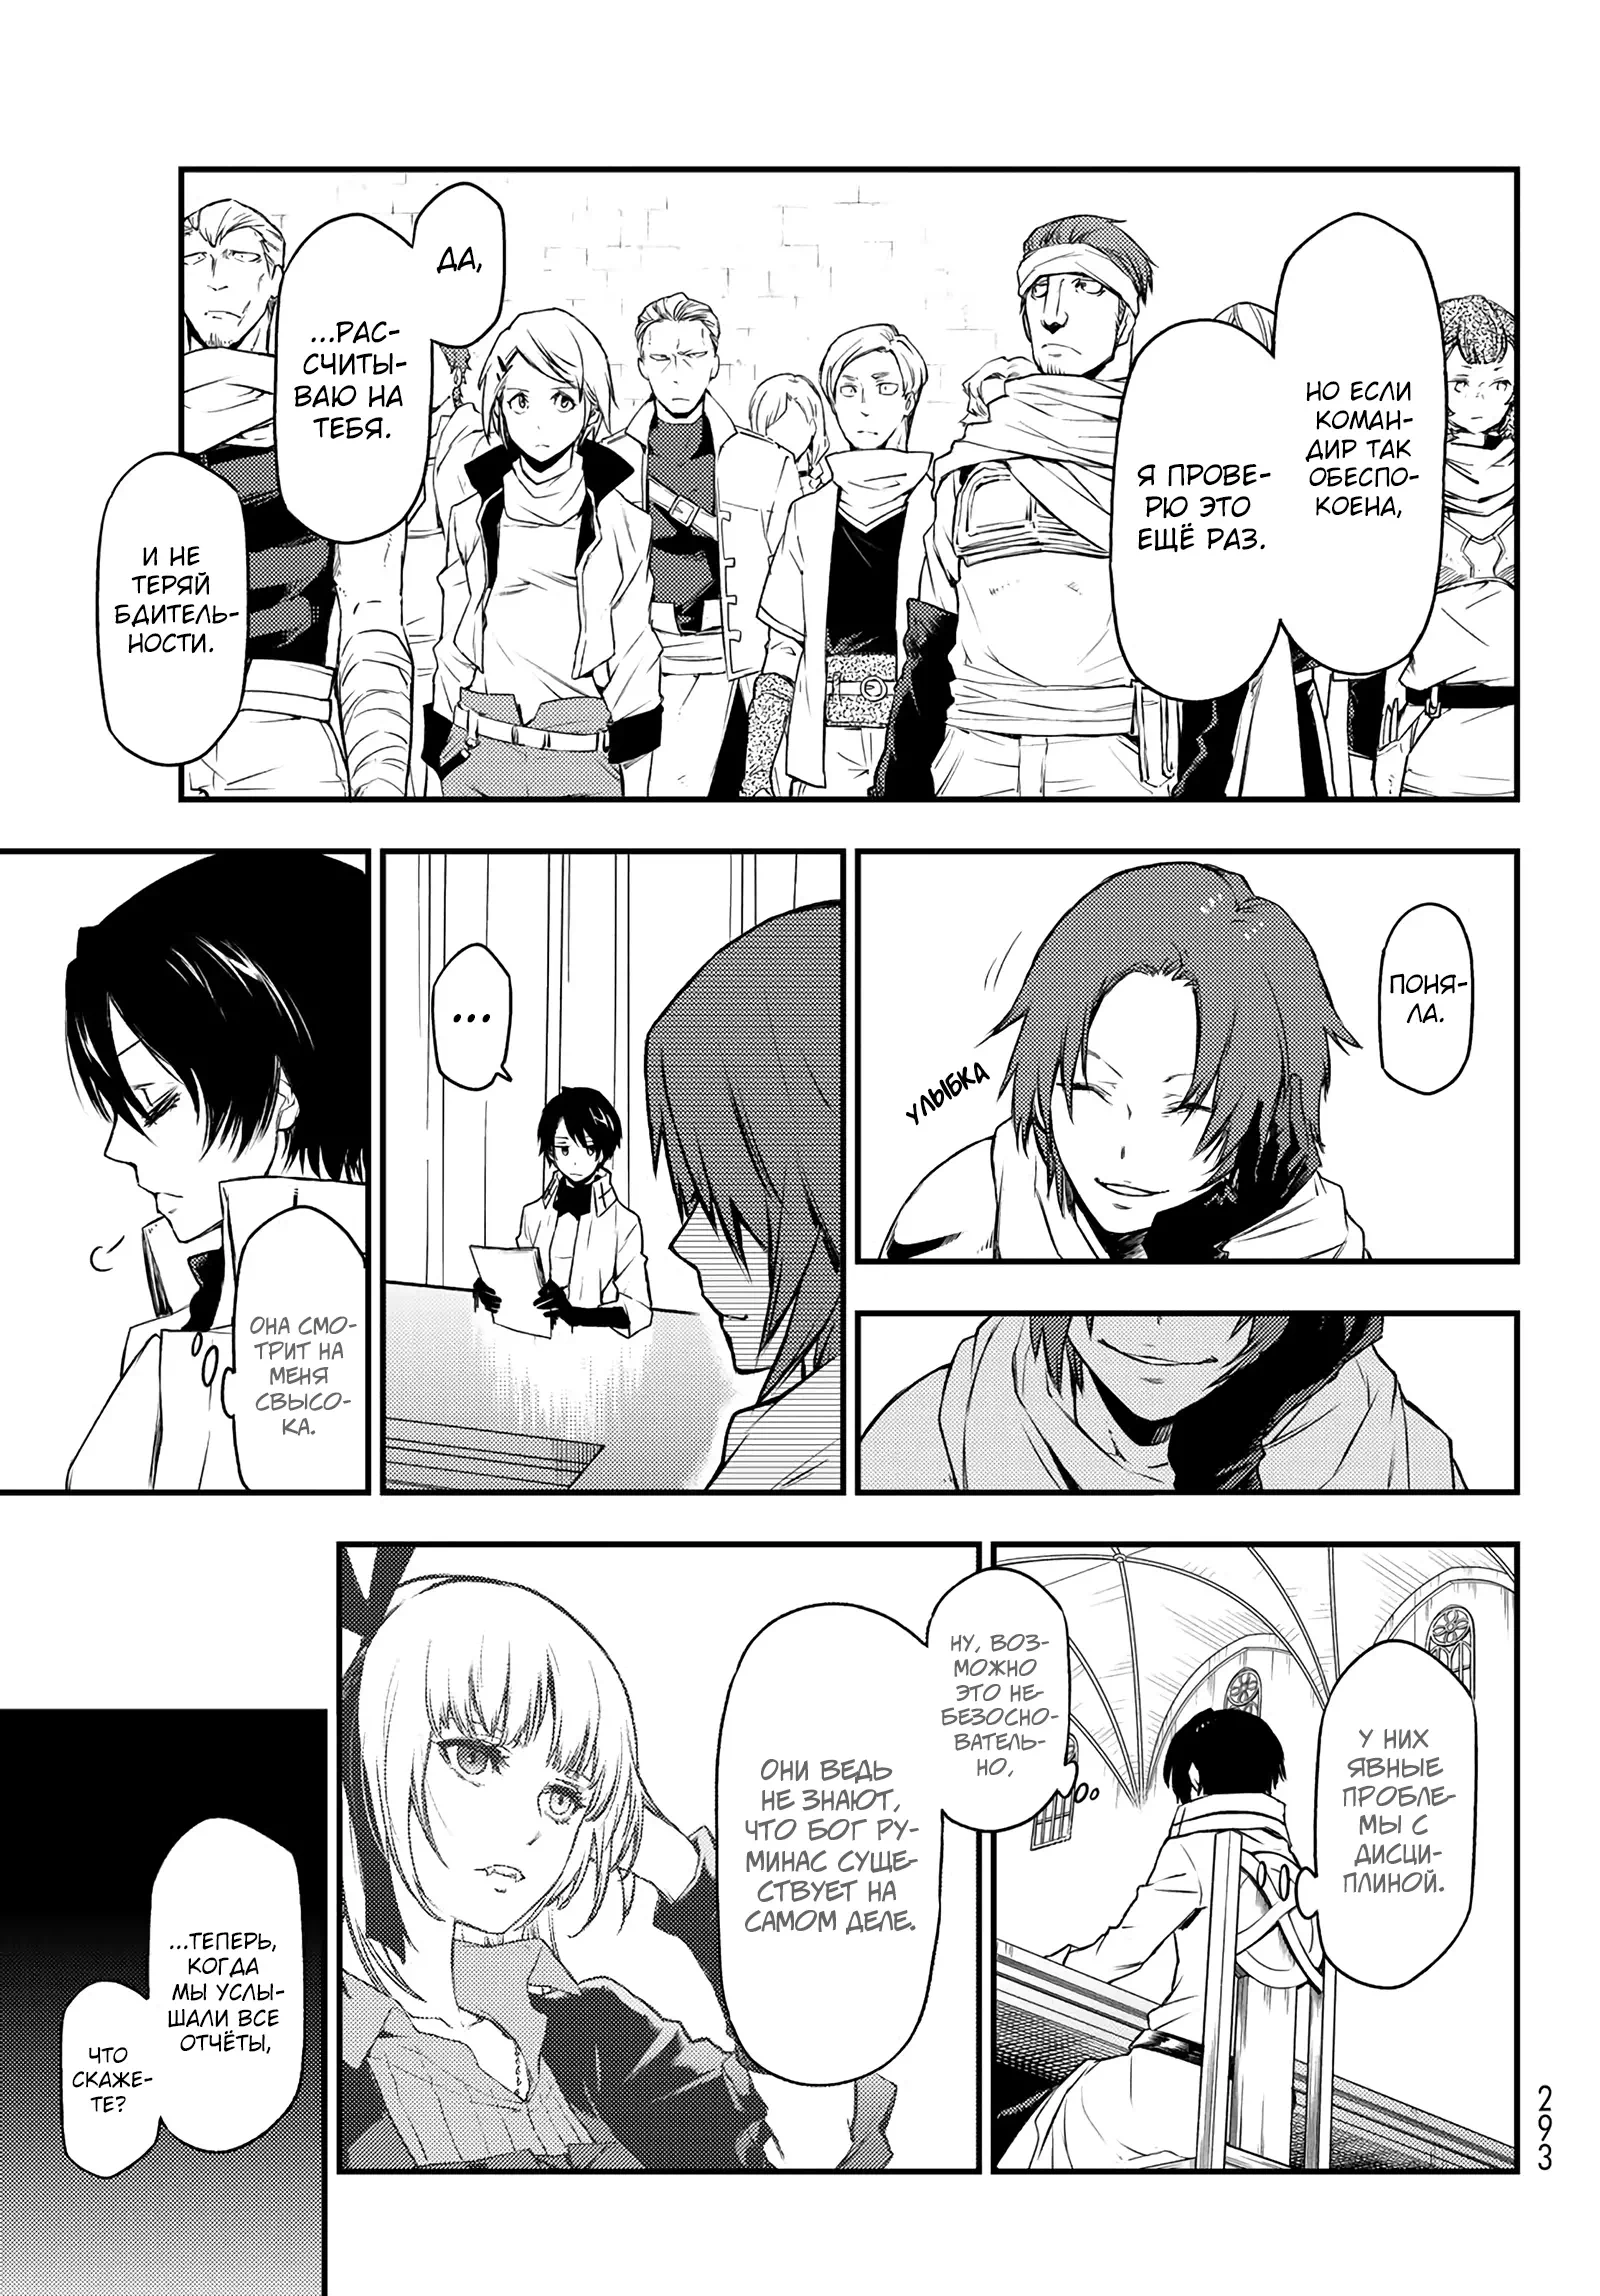 НО ЕСЛИ
КОМАН-
ДИР ТАК
ОБЕСПО-
КОЕНА,
Я ПРОВЕ-
РЮ ЭТО
ЕЩЁ РАЗ.
ДА,
...РАС-
СЧИТЫ-
ВАЮ НА
ТЕБЯ.
И НЕ
ТЕРЯЙ
БДИТЕЛЬ-
НОСТИ.
ПОНЯ-
ЛА.
УЛЫБКА
...
ОНА СМО-
ТРИТ НА
МЕНЯ
СВЫСО-
КА.
У НИХ
ЯВНЫЕ
ПРОБЛЕ-
МЫ С
ДИСЦИ-
ПЛИНОЙ.
НУ, ВОЗ-
МОЖНО
ЭТО НЕ-
БЕЗОСНО-
ВАТЕЛЬ-
НО,
ОНИ ВЕДЬ
НЕ ЗНАЮТ,
ЧТО БОГ РУ-
МИНАС СУЩЕ-
СТВУЕТ НА
САМОМ ДЕЛЕ.
...ТЕПЕРЬ,
КОГДА
МЫ УСЛЫ-
ШАЛИ ВСЕ
ОТЧЁТЫ,
ЧТО
СКАЖЕ-
ТЕ?
293